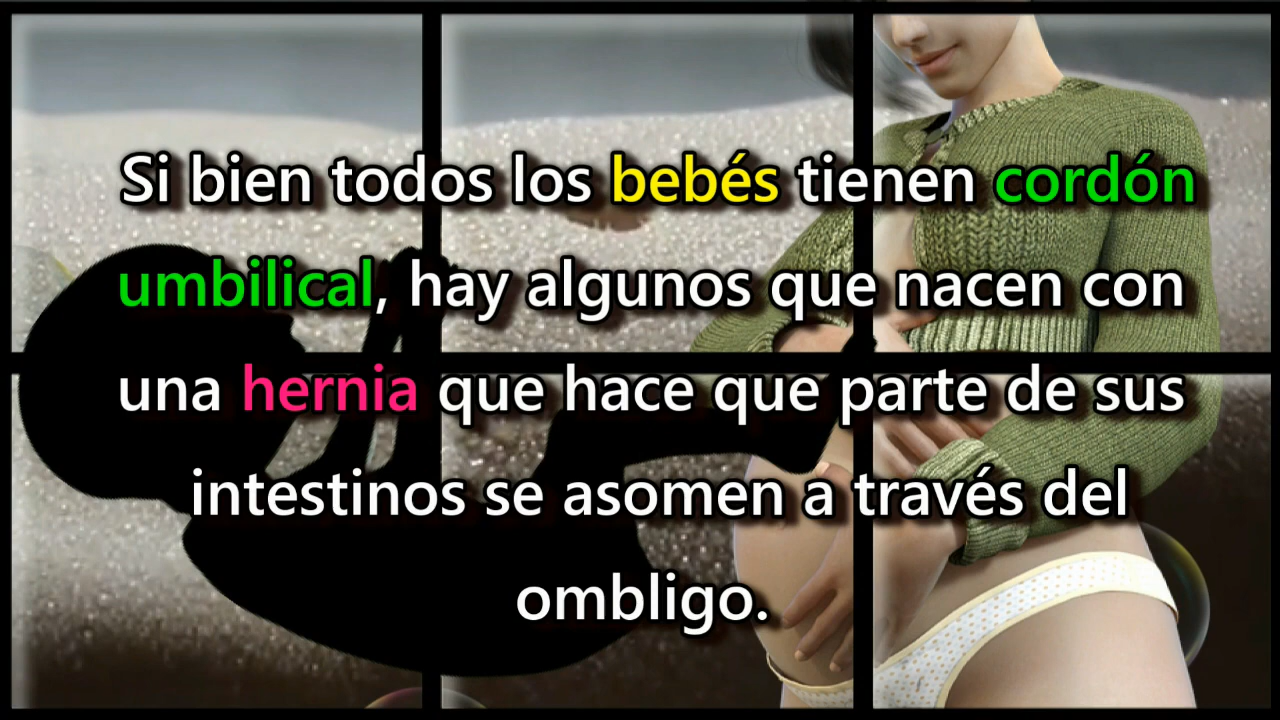 Si bien todos los bebés tienen cordón
umbilical, hay algunos que nacen con
una hernia que hace que parte de sus
intestinos se asomen a través del
ombligo.